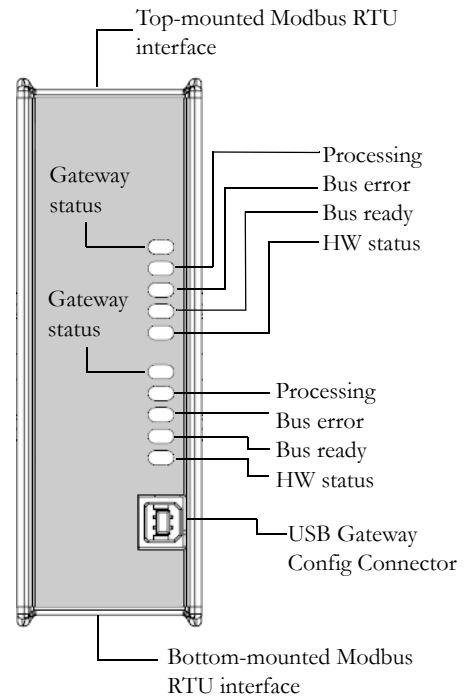 Top-mounted Modbus RTU
interface
Processing
Gateway
status
Bus error
Bus ready
HW status
Gateway
status
Processing
Bus error
Bus ready
HW status
USB Gateway
Config Connector
Bottom-mounted Modbus
RTU interface